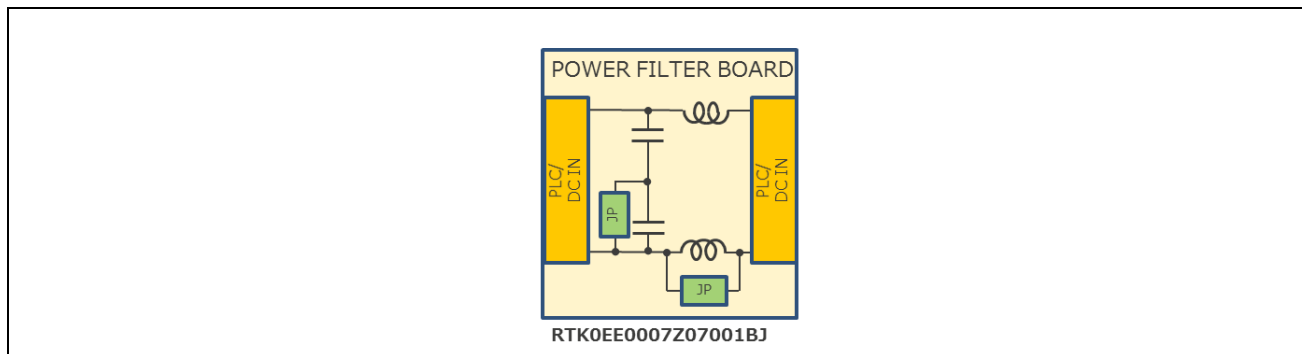 POWER FILTER BOARD
PLC/
DC IN
PLC/
DC IN
JP
JP
RTK0EE0007Z07001BJ